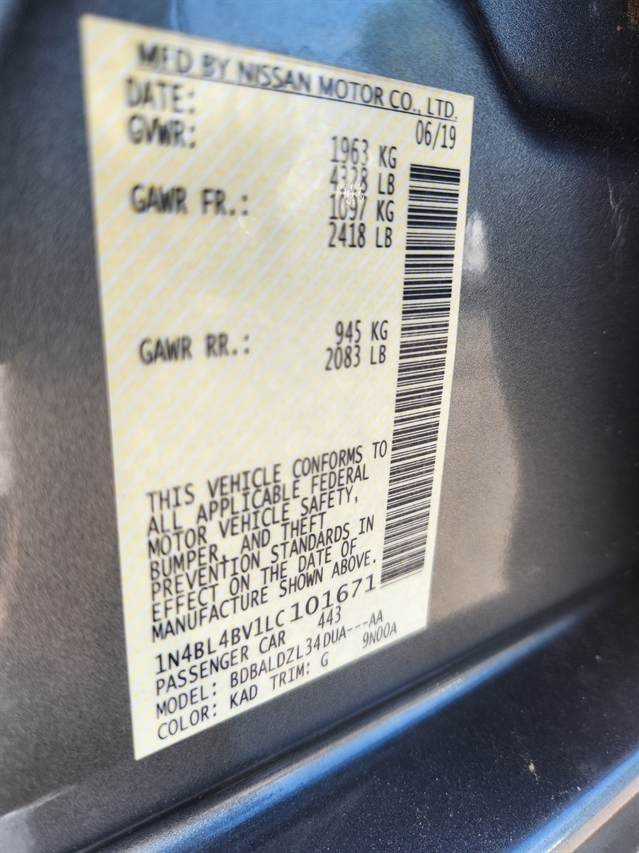 MFD BY NISSAN MOTOR CO., LTD.
DATE: 06/19
GVWR: 1963 KG
4328 LB
GAWR FR.: 1097 KG
2418 LB
GAWR RR.: 945 KG
2083 LB
THIS VEHICLE CONFORMS TO
ALL APPLICABLE FEDERAL
MOTOR VEHICLE SAFETY,
BUMPER, AND THEFT
PREVENTION STANDARDS IN
EFFECT ON THE DATE OF
MANUFACTURE SHOWN ABOVE.
1N4BL4BV1LC101671
PASSENGER CAR 443
MODEL: BDBALDZL34DUA---AA
COLOR: KAD TRIM: G 9N00A